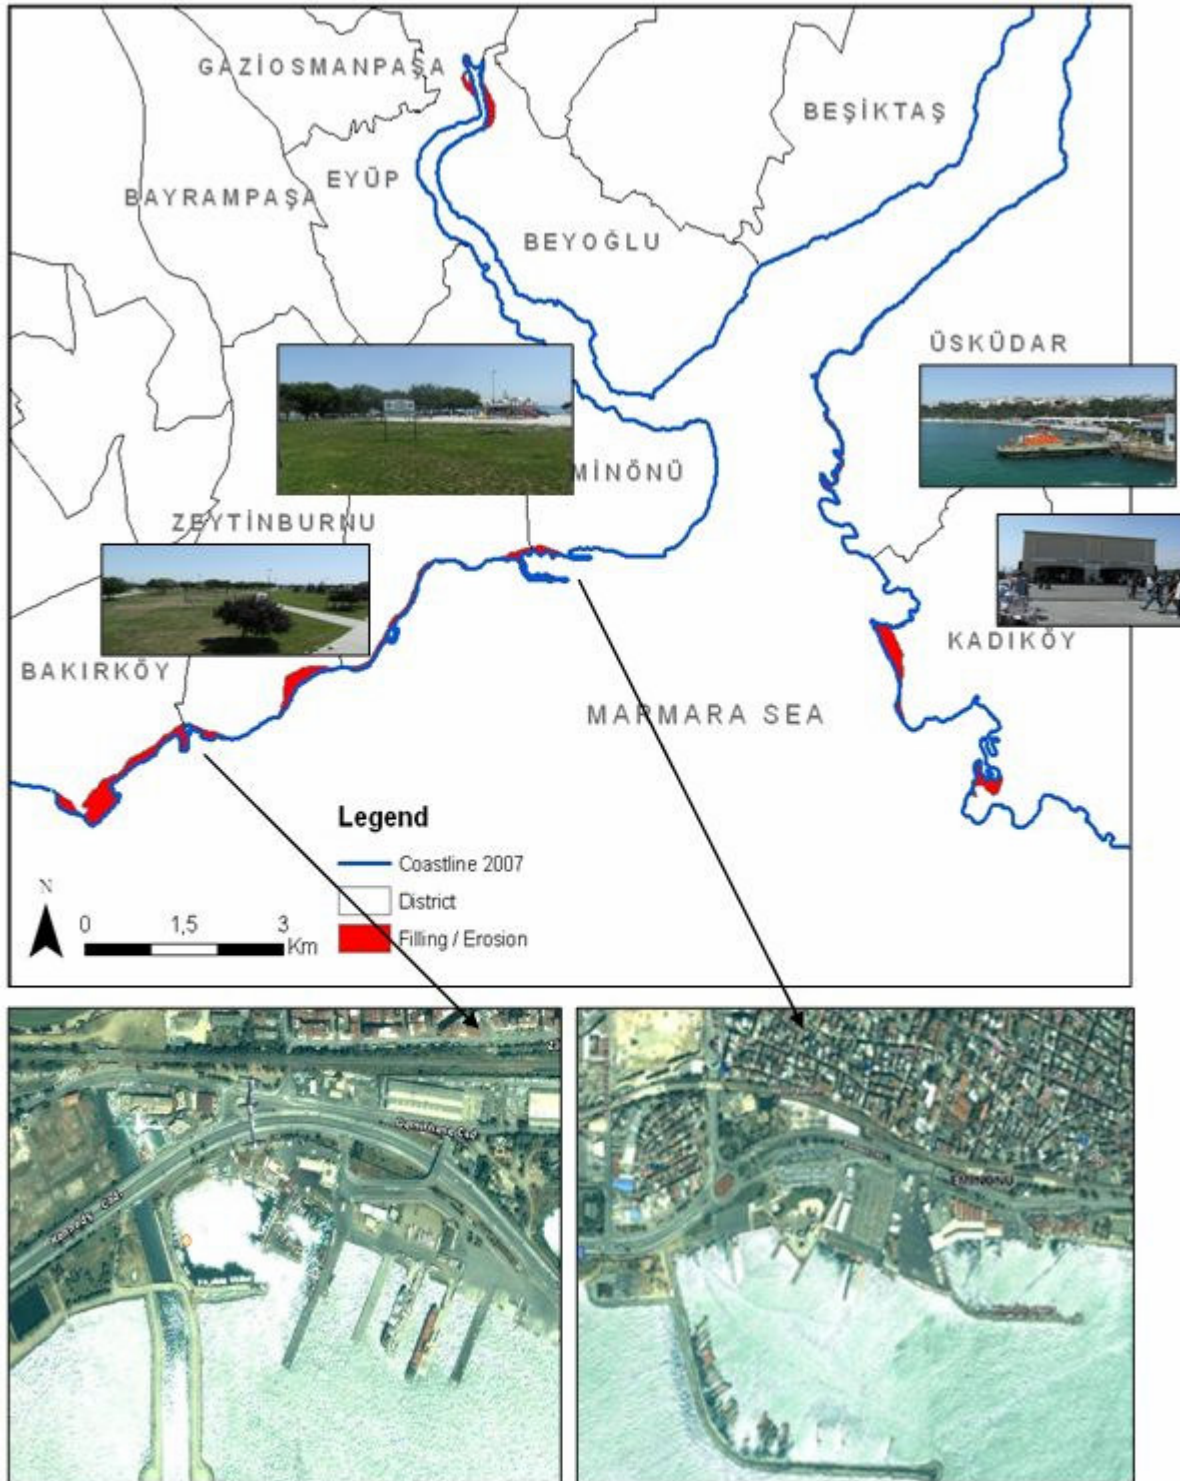 GAZİOSMANPAŞA
BEŞİKTAŞ
EYÜP
BAYRAMPAŞA
BEYOĞLU
ÜSKÜDAR
MİNÖNÜ
ZEYTİNBURNU
KADIKÖY
BAKIRKÖY
MARMARA SEA
Legend
Coastline 2007
District
Filling / Erosion
N
0 1,5 3
Km
EMINONU